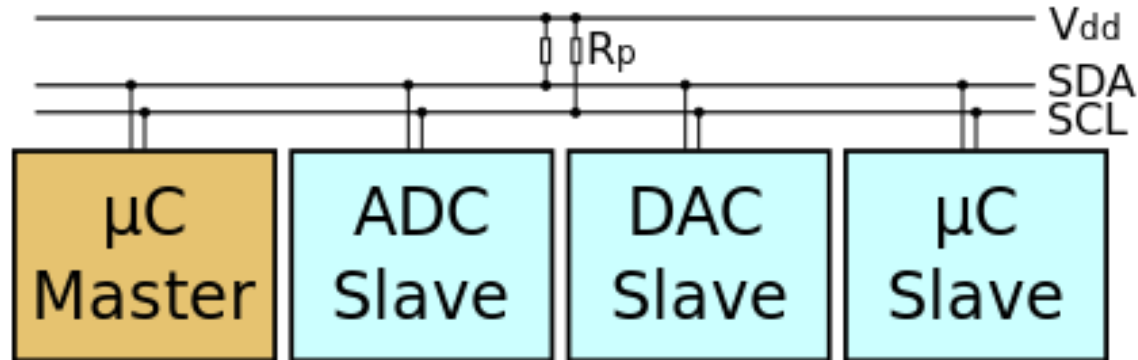 Vdd
Rp
SDA
SCL
µC
Master
ADC
Slave
DAC
Slave
µC
Slave